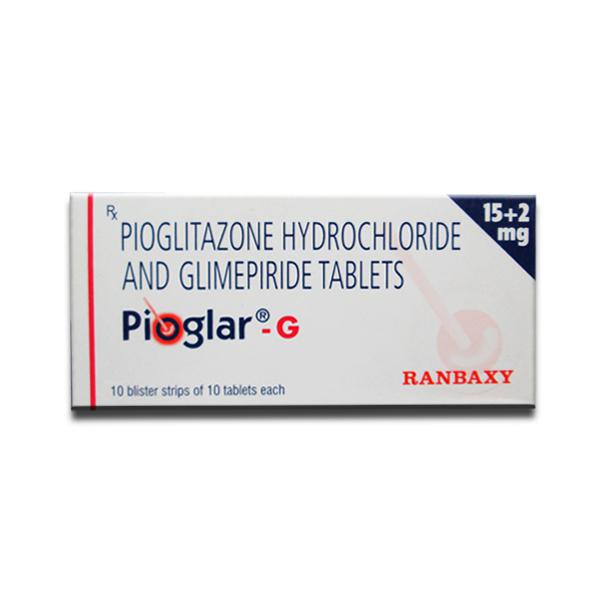 Rx
15+2
mg
PIOGLITAZONE HYDROCHLORIDE
AND GLIMEPIRIDE TABLETS
Pioglar® - G
10 blister strips of 10 tablets each
RANBAXY